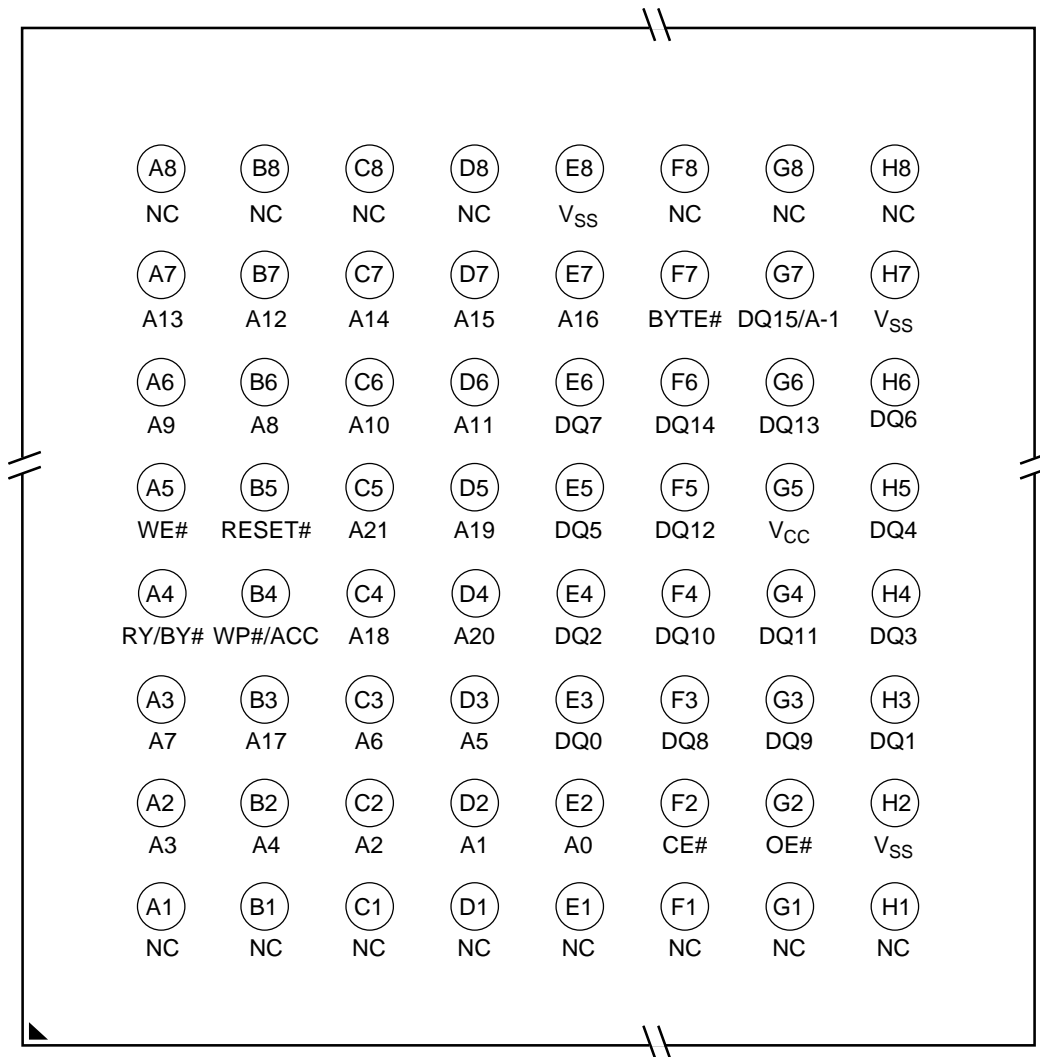 A8 B8 C8 D8 E8 F8 G8 H8
NC NC NC NC VSS NC NC NC
A7 B7 C7 D7 E7 F7 G7 H7
A13 A12 A14 A15 A16 BYTE# DQ15/A-1 VSS
A6 B6 C6 D6 E6 F6 G6 H6
A9 A8 A10 A11 DQ7 DQ14 DQ13 DQ6
A5 B5 C5 D5 E5 F5 G5 H5
WE# RESET# A21 A19 DQ5 DQ12 VCC DQ4
A4 B4 C4 D4 E4 F4 G4 H4
RY/BY# WP#/ACC A18 A20 DQ2 DQ10 DQ11 DQ3
A3 B3 C3 D3 E3 F3 G3 H3
A7 A17 A6 A5 DQ0 DQ8 DQ9 DQ1
A2 B2 C2 D2 E2 F2 G2 H2
A3 A4 A2 A1 A0 CE# OE# VSS
A1 B1 C1 D1 E1 F1 G1 H1
NC NC NC NC NC NC NC NC